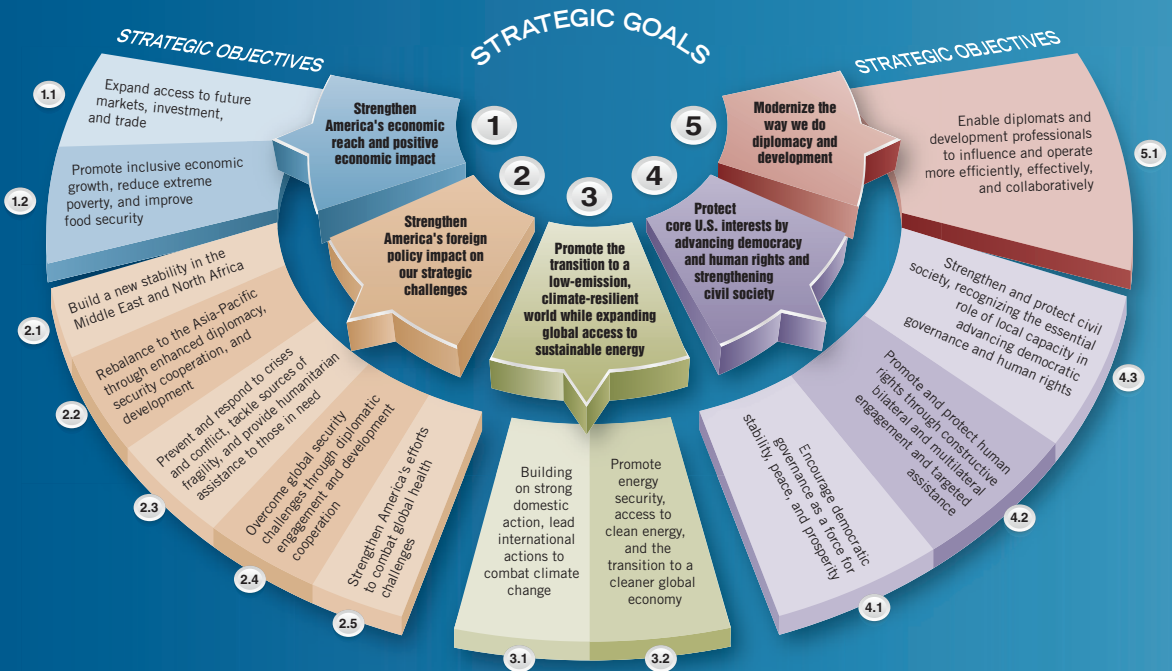 STRATEGIC GOALS
STRATEGIC OBJECTIVES
STRATEGIC OBJECTIVES
1
Strengthen
America's economic
reach and positive
economic impact
1.1
Expand access to future
markets, investment,
and trade
1.2
Promote inclusive economic
growth, reduce extreme
poverty, and improve
food security
2
Strengthen
America's foreign
policy impact on
our strategic
challenges
2.1
Build a new stability in the
Middle East and North Africa
2.2
Rebalance to the Asia-Pacific
through enhanced diplomacy,
security cooperation, and
development
2.3
Prevent and respond to crises
and conflict, tackle sources of
fragility, and provide humanitarian
assistance to those in need
2.4
Overcome global security
challenges through diplomatic
engagement and development
cooperation
2.5
Strengthen America's efforts
to combat global health
challenges
3
Promote the
transition to a
low-emission,
climate-resilient
world while expanding
global access to
sustainable energy
3.1
Building
on strong
domestic
action, lead
international
actions to
combat climate
change
3.2
Promote
energy
security,
access to
clean energy,
and the
transition to a
cleaner global
economy
4
Protect
core U.S. interests by
advancing democracy
and human rights and
strengthening
civil society
4.1
Encourage democratic
governance as a force for
stability, peace, and prosperity
4.2
Promote and protect human
rights through constructive
bilateral and multilateral
engagement and targeted
assistance
4.3
Strengthen and protect civil
society, recognizing the essential
role of local capacity in
advancing democratic
governance and human rights
5
Modernize the
way we do
diplomacy and
development
5.1
Enable diplomats and
development professionals
to influence and operate
more efficiently, effectively,
and collaboratively